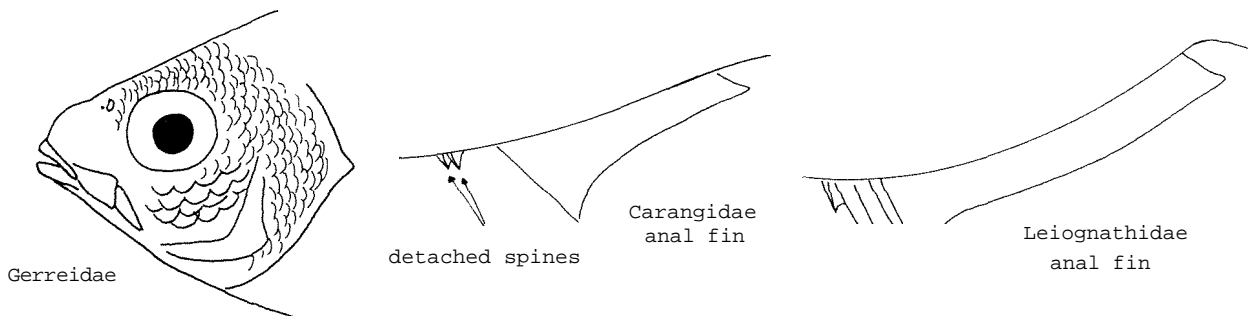 Gerreidae
detached spines
Carangidae
anal fin
Leiognathidae
anal fin